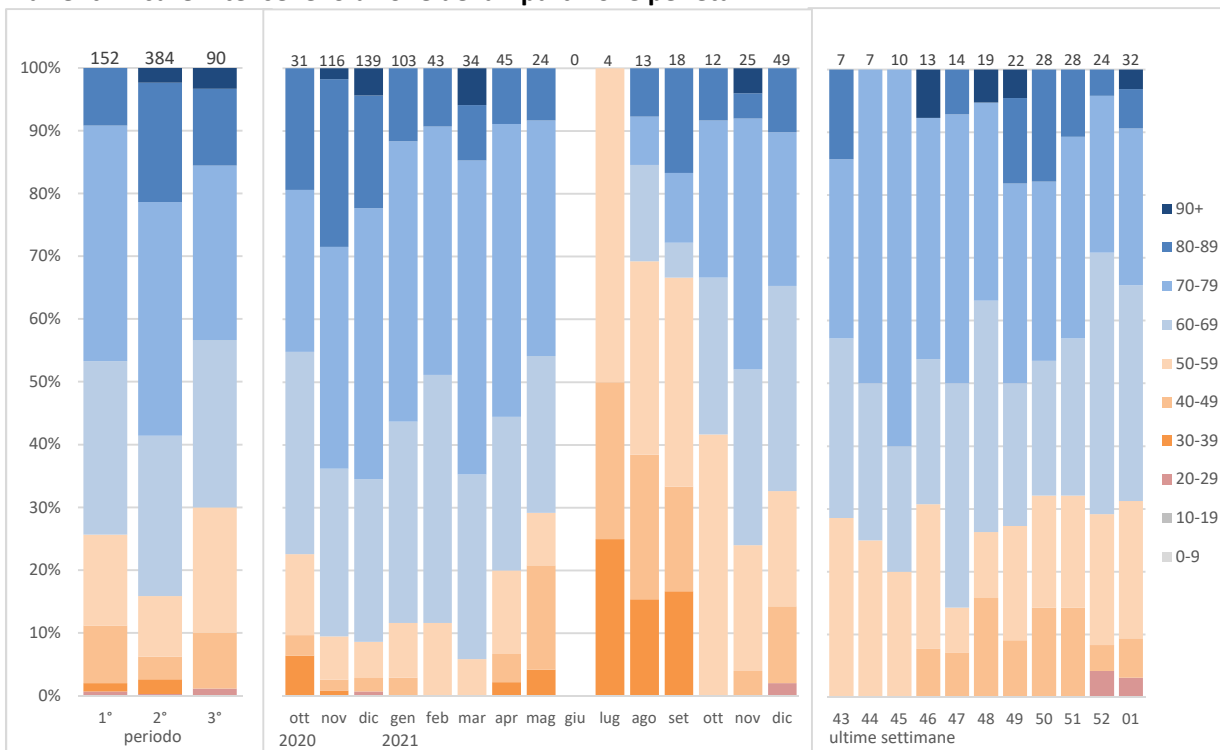 152 384 90
31 116 139 103 43 34 45 24 0 4 13 18 12 25 49
7 7 10 13 14 19 22 28 28 24 32
100%
90%
80%
70%
60%
50%
40%
30%
20%
10%
0%
1° 2° 3°
periodo
ott nov dic gen feb mar apr mag giu lug ago set ott nov dic
2020 2021
43 44 45 46 47 48 49 50 51 52 01
ultime settimane
90+
80-89
70-79
60-69
50-59
40-49
30-39
20-29
10-19
0-9